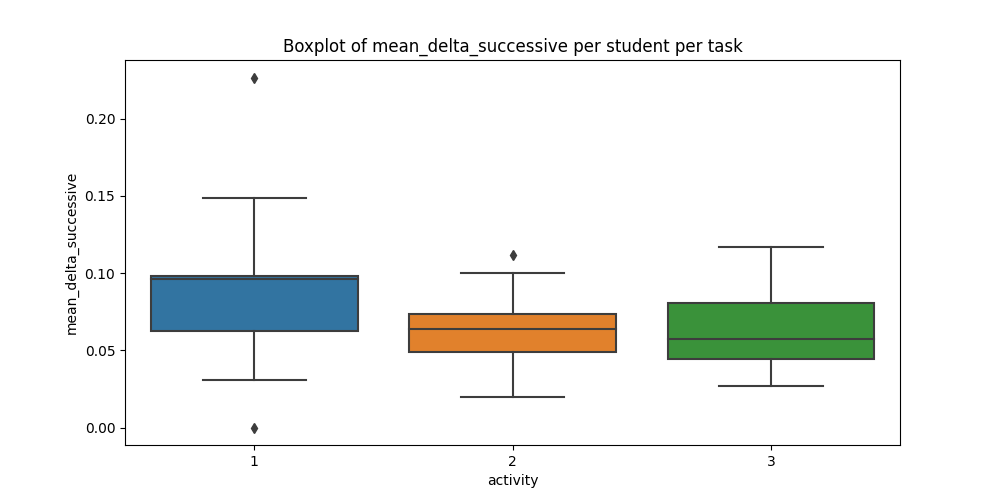 Boxplot of mean_delta_successive per student per task
mean_delta_successive
0.20
0.15
0.10
0.05
0.00
1 2 3
activity